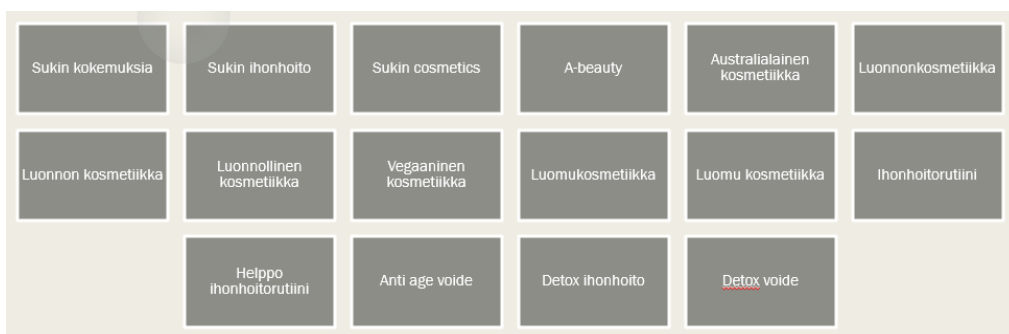 Sukin kokemuksia
Sukin ihonhoito
Sukin cosmetics
A-beauty
Australialainen
kosmetiikka
Luonnonkosmetiikka
Luonnon kosmetiikka
Luonnollinen
kosmetiikka
Vegaaninen
kosmetiikka
Luomukosmetiikka
Luomu kosmetiikka
Ihonhoitorutiini
Helppo
ihonhoitorutiini
Anti age voide
Detox ihonhoito
Detox voide